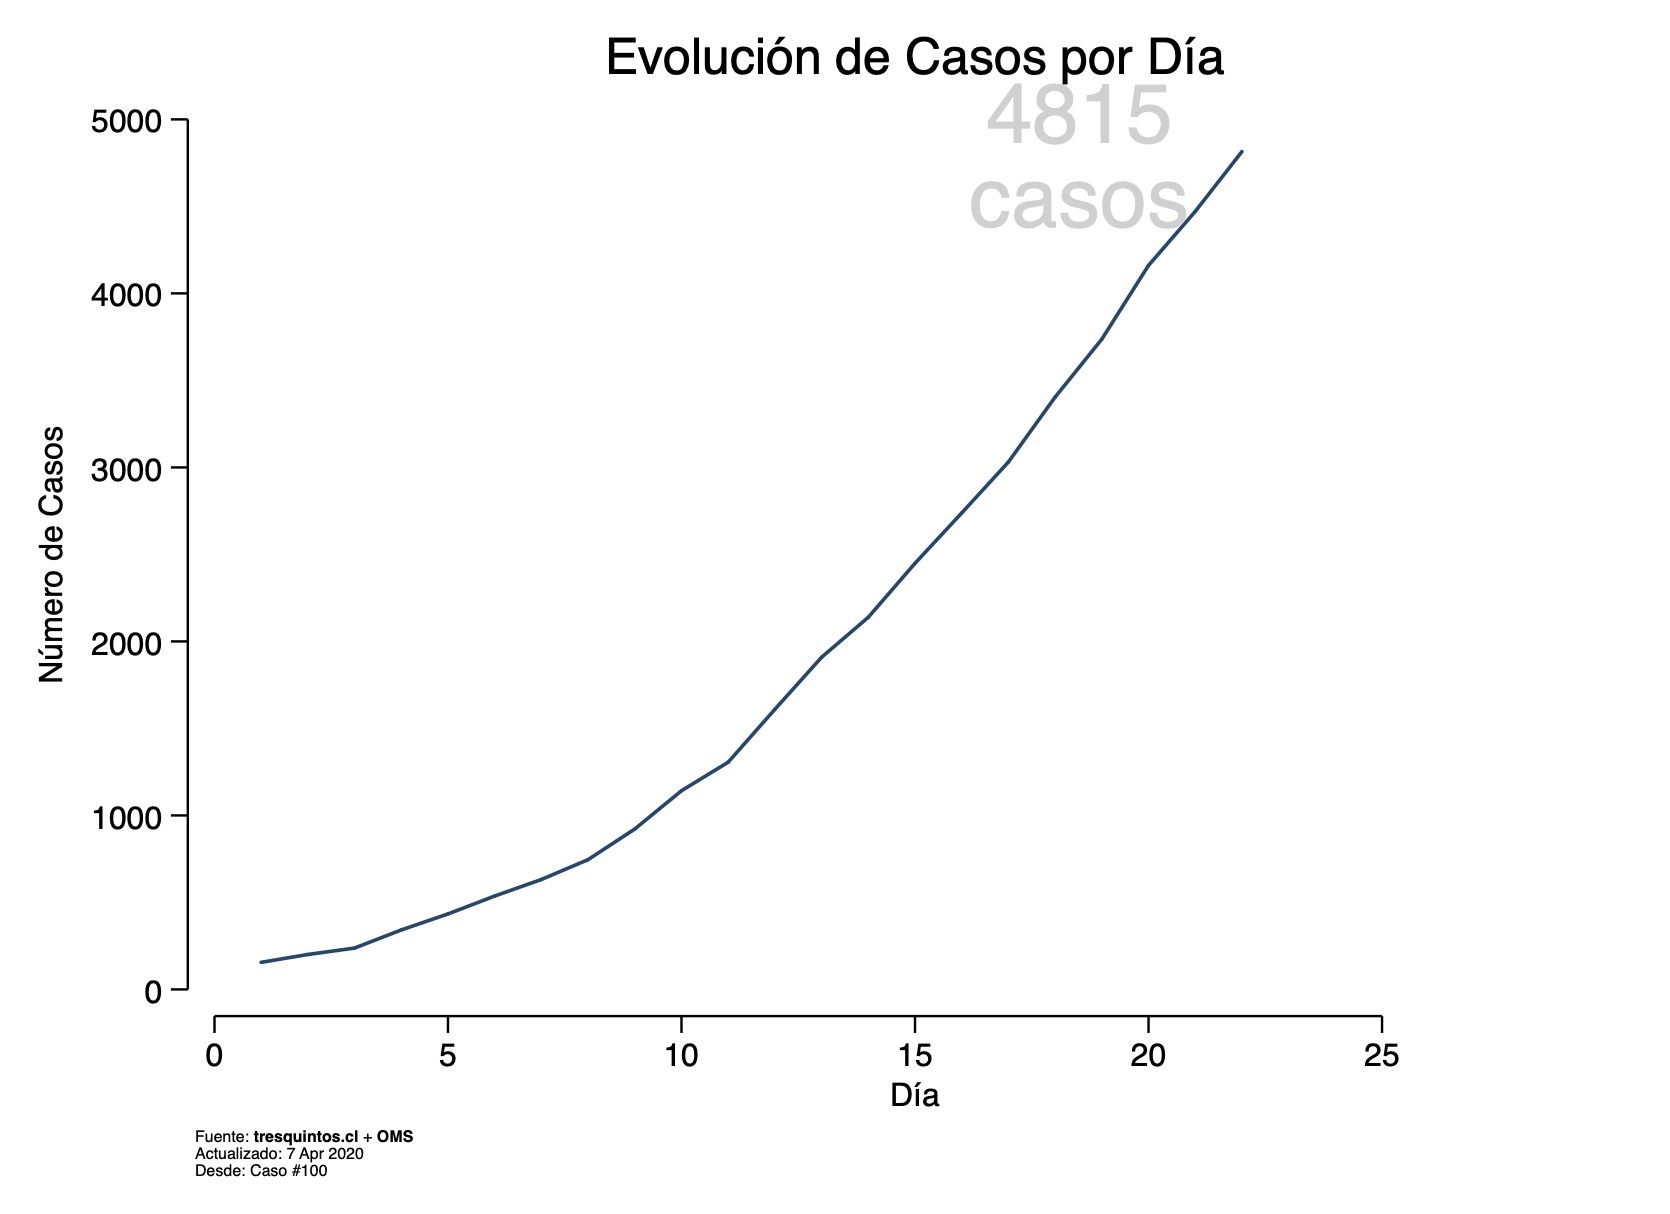 Evolución de Casos por Día
4815
casos
5000
4000
3000
2000
1000
0
Número de Casos
0 5 10 15 20 25
Día
Fuente: tresquintos.cl + OMS
Actualizado: 7 Apr 2020
Desde: Caso #100